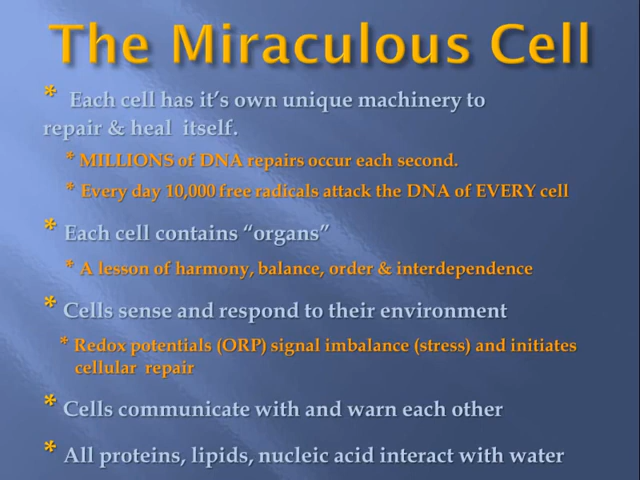 The Miraculous Cell
* Each cell has it's own unique machinery to
repair & heal itself.
* MILLIONS of DNA repairs occur each second.
* Every day 10,000 free radicals attack the DNA of EVERY cell
* Each cell contains “organs”
* A lesson of harmony, balance, order & interdependence
* Cells sense and respond to their environment
* Redox potentials (ORP) signal imbalance (stress) and initiates
cellular repair
* Cells communicate with and warn each other
* All proteins, lipids, nucleic acid interact with water